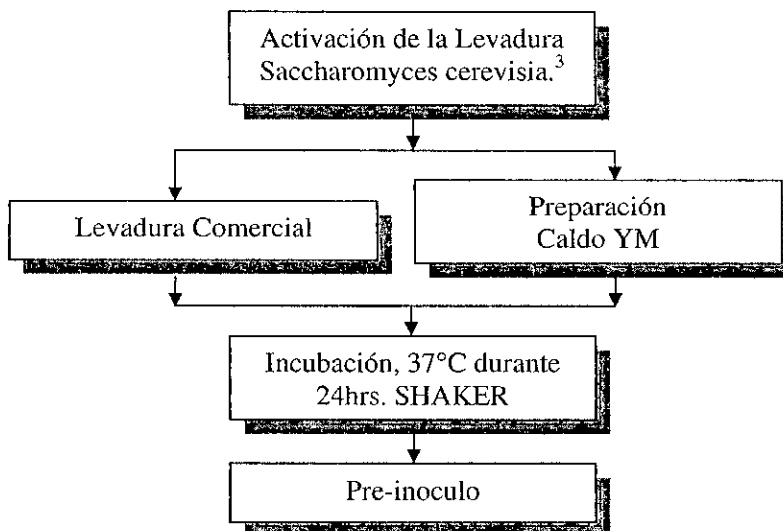 Activación de la Levadura
Saccharomyces cerevisia.³
Levadura Comercial
Preparación
Caldo YM
Incubación, 37°C durante
24hrs. SHAKER
Pre-inoculo